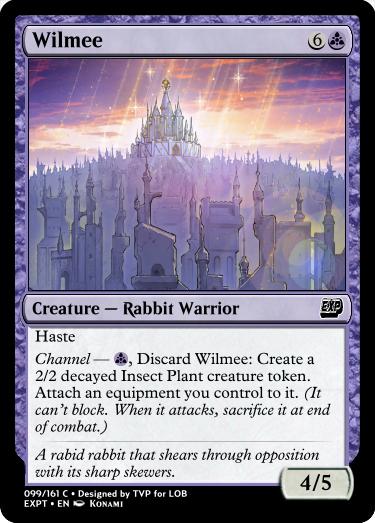 Wilmee 6
EXP
Creature — Rabbit Warrior
Haste
Channel — , Discard Wilmee: Create a
2/2 decayed Insect Plant creature token.
Attach an equipment you control to it. (It
can't block. When it attacks, sacrifice it at end
of combat.)
A rabid rabbit that shears through opposition
with its sharp skewers.
4/5
099/161 C • Designed by TVP for LOB
EXPT • EN Konami